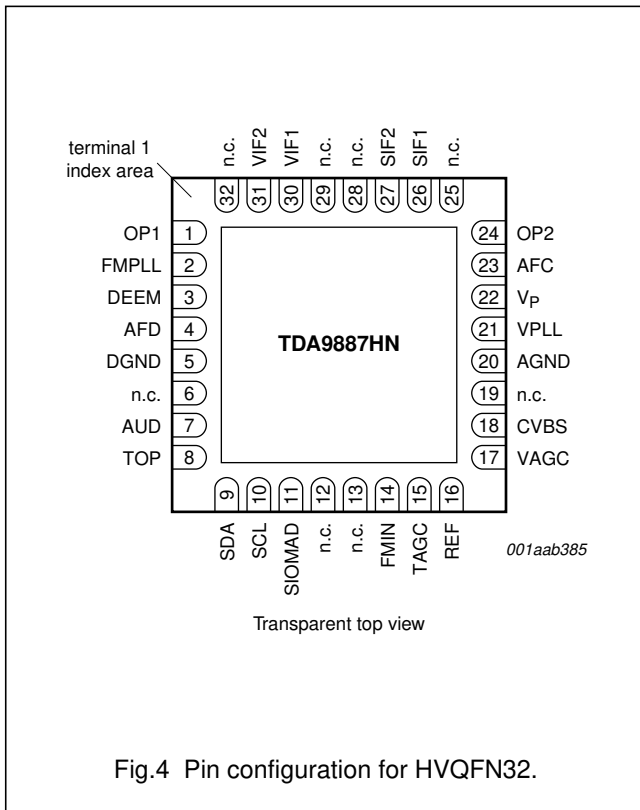 terminal 1
index area
n.c.
VIF2
VIF1
n.c.
n.c.
SIF2
SIF1
n.c.
32
31
30
29
28
27
26
25
OP1 1
FMPLL 2
DEEM 3
AFD 4
DGND 5
n.c. 6
AUD 7
TOP 8
TDA9887HN
24 OP2
23 AFC
22 VP
21 VPLL
20 AGND
19 n.c.
18 CVBS
17 VAGC
9
10
11
12
13
14
15
16
SDA
SCL
SIOMAD
n.c.
n.c.
FMIN
TAGC
REF
001aab385
Transparent top view
Fig.4 Pin configuration for HVQFN32.